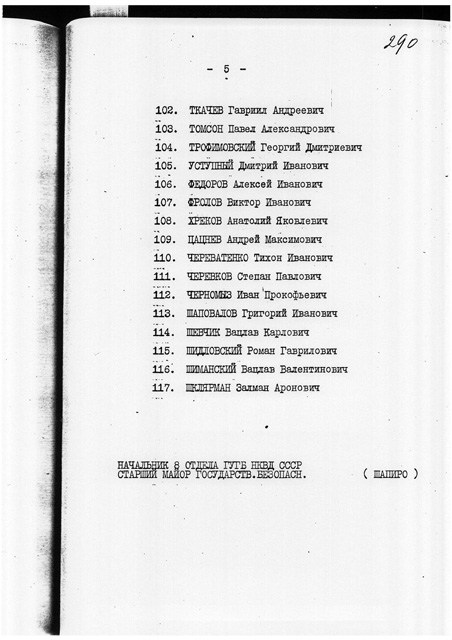 290
- 5 -
102. ТКАЧЕВ Гавриил Андреевич
103. ТОМСОН Павел Александрович
104. ТРОФИМОВСКИЙ Георгий Дмитриевич
105. УСТУПНЫЙ Дмитрий Иванович
106. ФЕДОРОВ Алексей Иванович
107. ФРОЛОВ Виктор Иванович
108. ХРЕКОВ Анатолий Яковлевич
109. ЦАЦНЕВ Андрей Максимович
110. ЧЕРЕВАТЕНКО Тихон Иванович
111. ЧЕРЕВКОВ Степан Павлович
112. ЧЕРНОМЫЗ Иван Прокофьевич
113. ШАПОВАЛОВ Григорий Иванович
114. ШЕВЧИК Вацлав Карлович
115. ШИДЛОВСКИЙ Роман Гаврилович
116. ШИМАНСКИЙ Вацлав Валентинович
117. ШКЛЯРМАН Залман Аронович
НАЧАЛЬНИК 8 ОТДЕЛА ГУГБ НКВД СССР
СТАРШИЙ МАЙОР ГОСУДАРСТВ.БЕЗОПАСН. ( ШАПИРО )